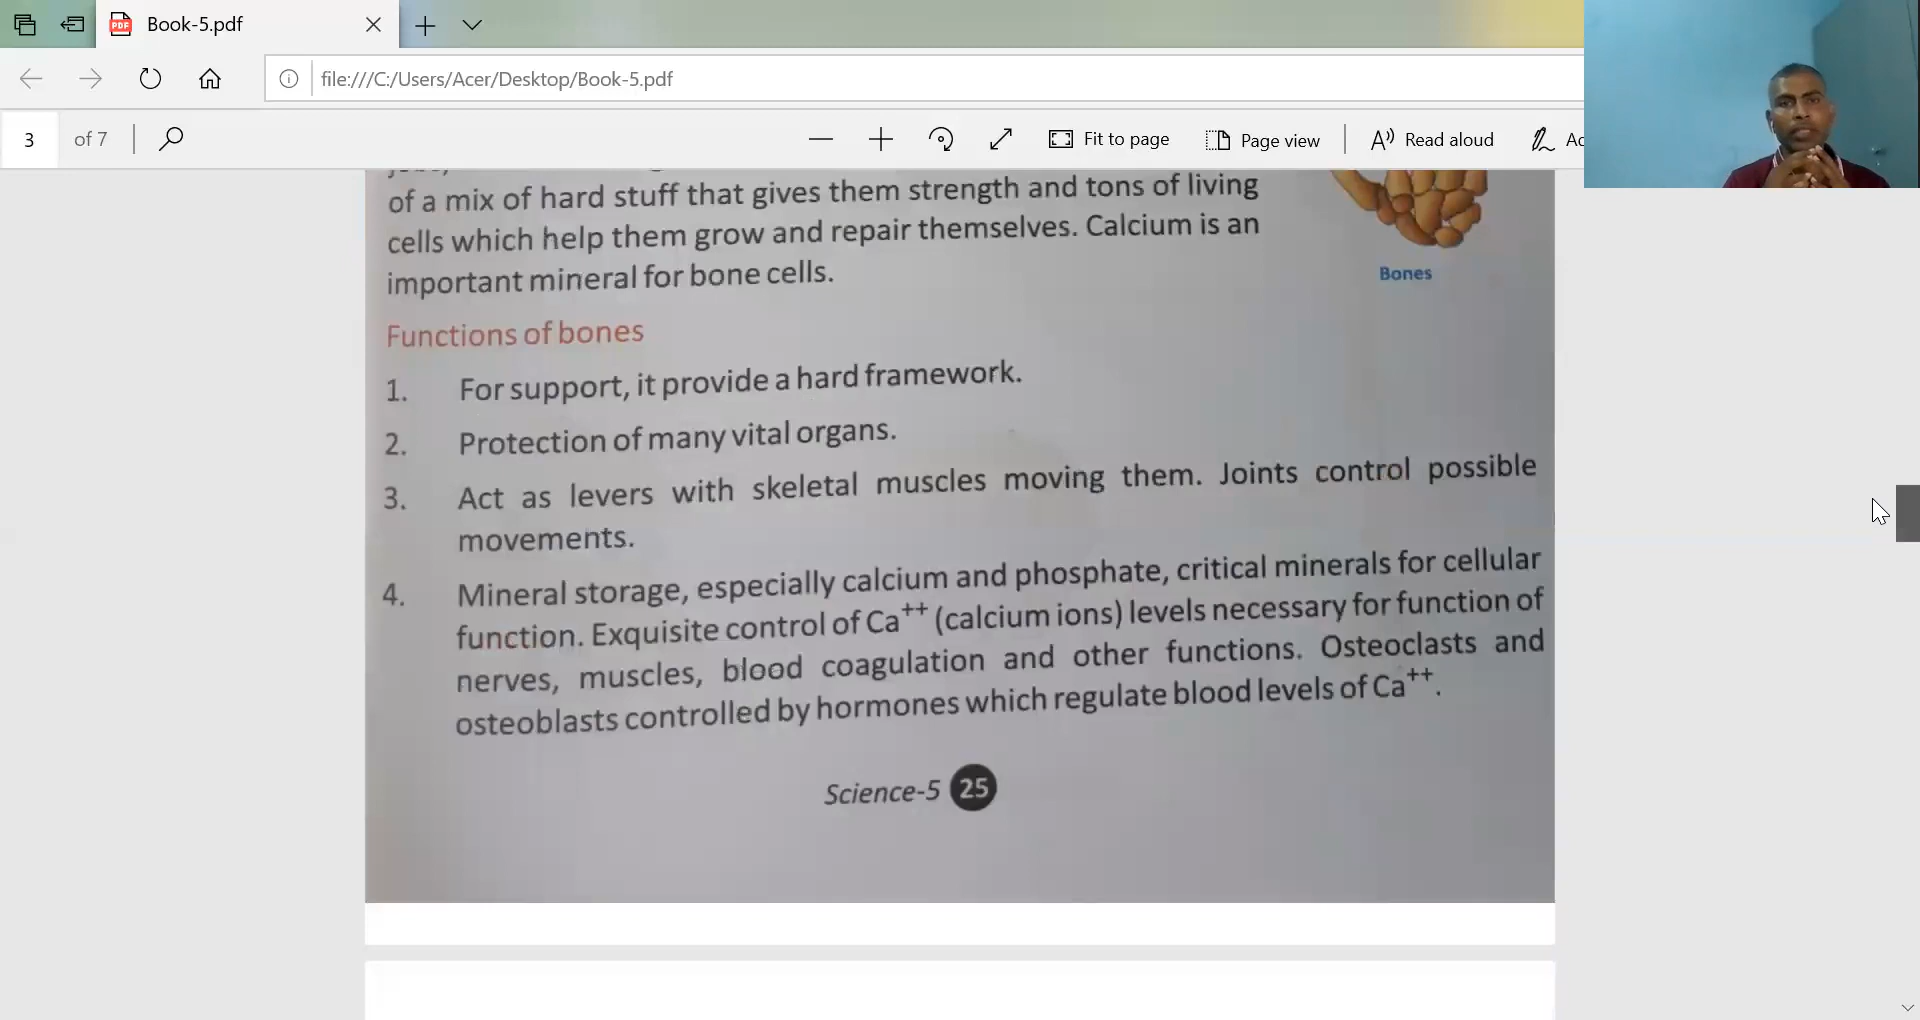 Book-5.pdf
file:///C:/Users/Acer/Desktop/Book-5.pdf
3 of 7 Fit to page Page view Read aloud
of a mix of hard stuff that gives them strength and tons of living
cells which help them grow and repair themselves. Calcium is an
important mineral for bone cells.
Bones
Functions of bones
1. For support, it provide a hard framework.
2. Protection of many vital organs.
3. Act as levers with skeletal muscles moving them. Joints control possible
movements.
4. Mineral storage, especially calcium and phosphate, critical minerals for cellular
function. Exquisite control of Ca⁺⁺ (calcium ions) levels necessary for function of
nerves, muscles, blood coagulation and other functions. Osteoclasts and
osteoblasts controlled by hormones which regulate blood levels of Ca⁺⁺.
Science-5 25